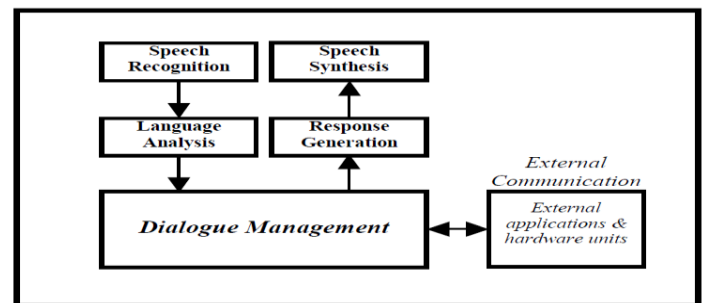 Speech
Recognition
Speech
Synthesis
Language
Analysis
Response
Generation
External
Communication
Dialogue Management
External
applications &
hardware units